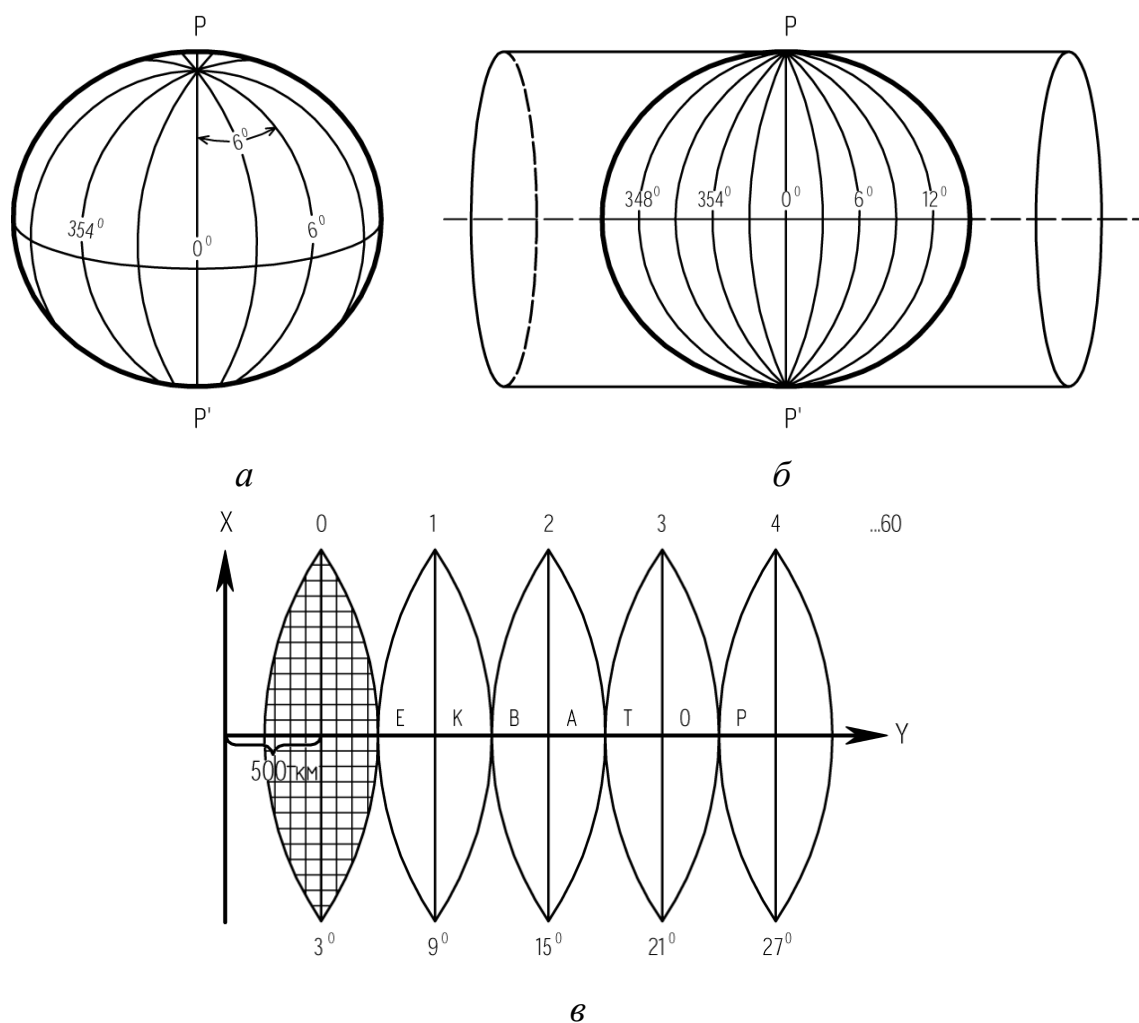 P P
6⁰
354⁰ 0⁰ 6⁰
348⁰ 354⁰ 0⁰ 6⁰ 12⁰
P' P'
а б
X 0 1 2 3 4 ...60
Е К В А Т О Р
Y
500 км
3⁰ 9⁰ 15⁰ 21⁰ 27⁰
в